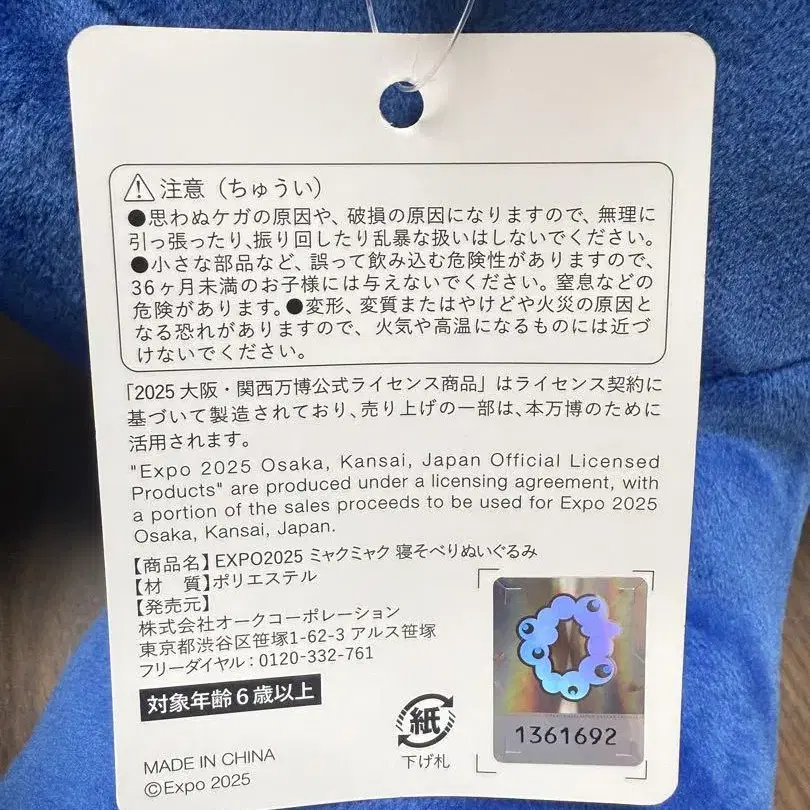 注意（ちゅうい）
●思わぬケガの原因や、破損の原因になりますので、無理に
引っ張ったり、振り回したり乱暴な扱いはしないでください。
●小さな部品など、誤って飲み込む危険性がありますので、
36ヶ月未満のお子様には与えないでください。窒息などの
危険があります。●変形、変質またはやけどや火災の原因と
なる恐れがありますので、火気や高温になるものには近づ
けないでください。
「2025 大阪・関西万博公式ライセンス商品」はライセンス契約に
基づいて製造されており、売り上げの一部は、本万博のために
活用されます。
"Expo 2025 Osaka, Kansai, Japan Official Licensed
Products" are produced under a licensing agreement, with
a portion of the sales proceeds to be used for Expo 2025
Osaka, Kansai, Japan.
【商品名】EXPO2025 ミャクミャク 寝そべりぬいぐるみ
【材　質】ポリエステル
【発売元】
株式会社オークコーポレーション
東京都渋谷区笹塚1-62-3 アルス笹塚
フリーダイヤル：0120-332-761
対象年齢６歳以上
紙
下げ札
1361692
MADE IN CHINA
©Expo 2025